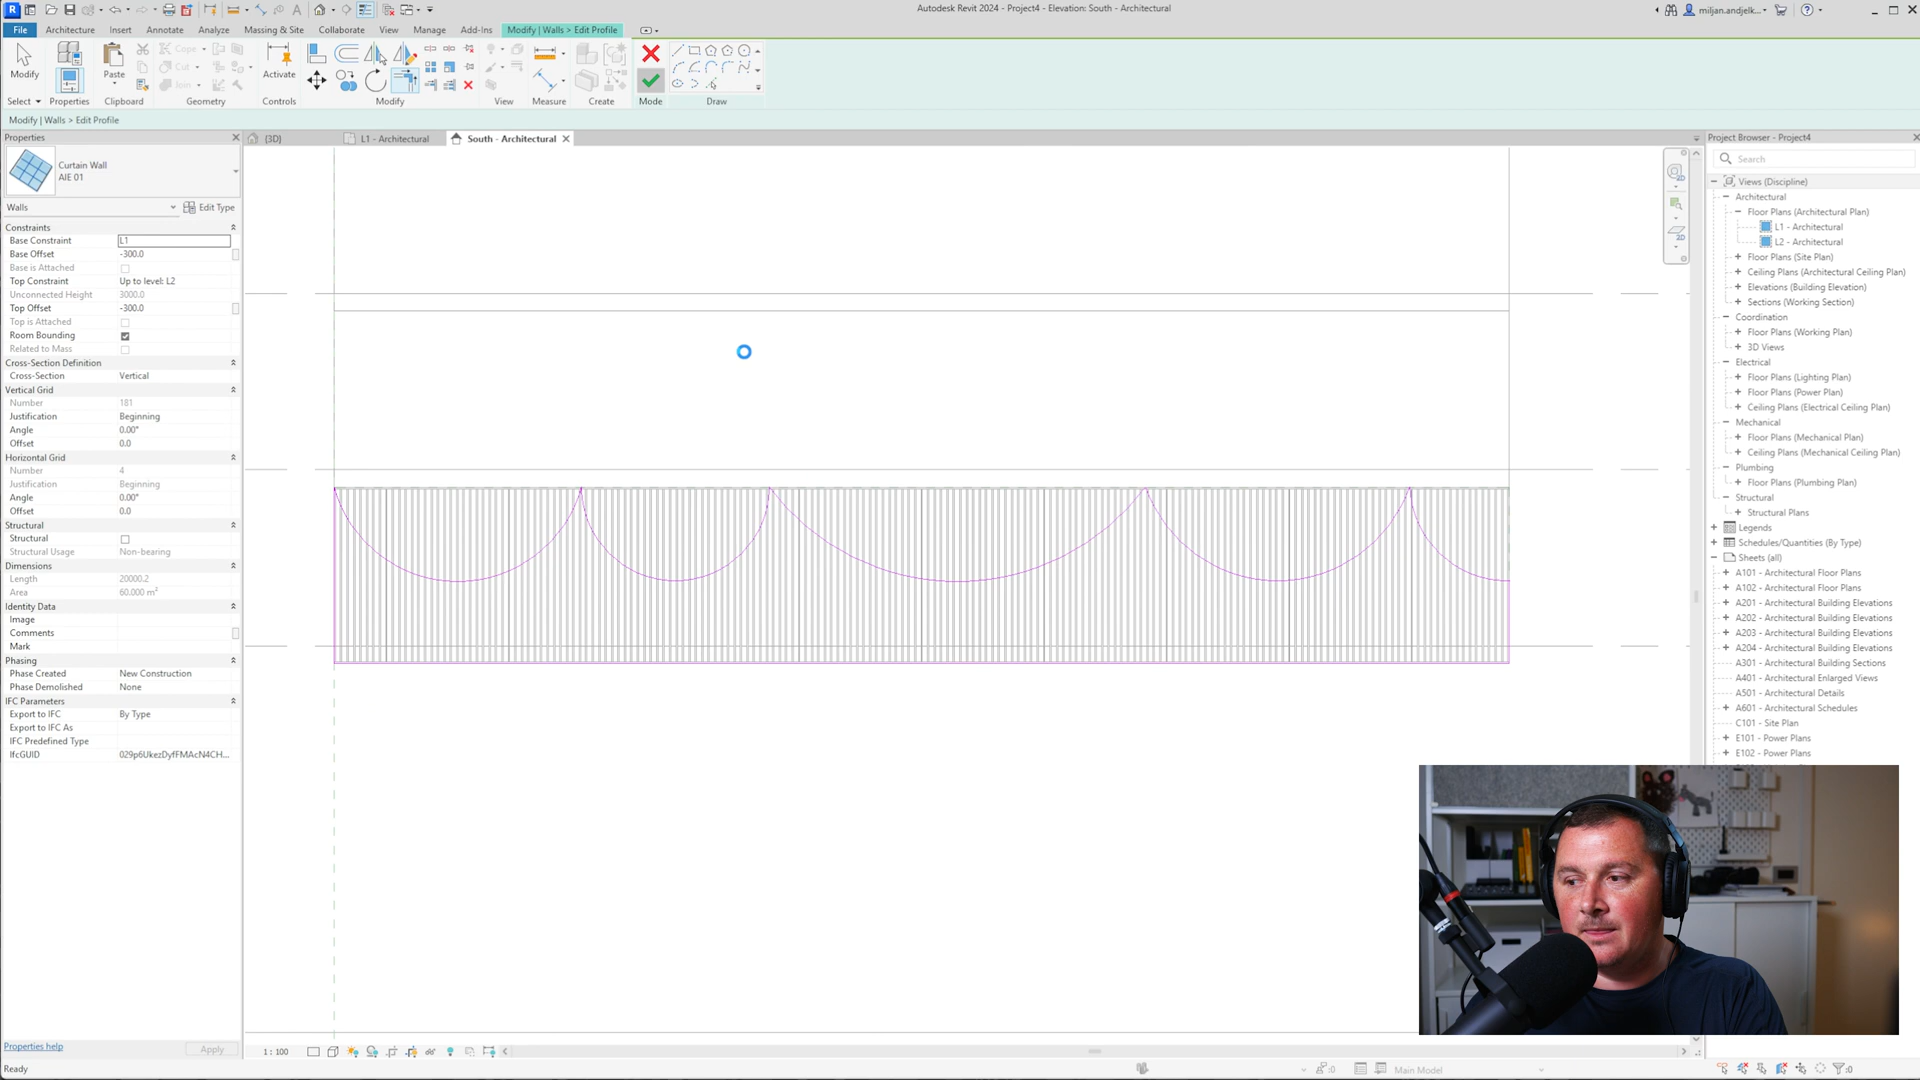 Autodesk Revit 2024 - Project4 - Elevation: South - Architectural
miljan.andjelk...
File Architecture Insert Annotate Analyze Massing & Site Collaborate View Manage Add-Ins Modify | Walls > Edit Profile
Modify Paste Cope Cut Join Activate
Select Properties Clipboard Geometry Controls Modify View Measure Create Mode Draw
Modify | Walls > Edit Profile
Properties
Curtain Wall
AIE 01
Walls Edit Type
Constraints
Base Constraint L1
Base Offset -300.0
Base is Attached
Top Constraint Up to level: L2
Unconnected Height 3000.0
Top Offset -300.0
Top is Attached
Room Bounding
Related to Mass
Cross-Section Definition
Cross-Section Vertical
Vertical Grid
Number 181
Justification Beginning
Angle 0.00°
Offset 0.0
Horizontal Grid
Number 4
Justification Beginning
Angle 0.00°
Offset 0.0
Structural
Structural
Structural Usage Non-bearing
Dimensions
Length 20000.2
Area 60.000 m²
Identity Data
Image
Comments
Mark
Phasing
Phase Created New Construction
Phase Demolished None
IFC Parameters
Export to IFC By Type
Export to IFC As
IFC Predefined Type
IfcGUID 029p6UkezDyfFMAcN4CH...
Properties help Apply
Ready
{3D} L1 - Architectural South - Architectural
1 : 100
:0 Main Model :0
Project Browser - Project4
Search
Views (Discipline)
Architectural
Floor Plans (Architectural Plan)
L1 - Architectural
L2 - Architectural
Floor Plans (Site Plan)
Ceiling Plans (Architectural Ceiling Plan)
Elevations (Building Elevation)
Sections (Working Section)
Coordination
Floor Plans (Working Plan)
3D Views
Electrical
Floor Plans (Lighting Plan)
Floor Plans (Power Plan)
Ceiling Plans (Electrical Ceiling Plan)
Mechanical
Floor Plans (Mechanical Plan)
Ceiling Plans (Mechanical Ceiling Plan)
Plumbing
Floor Plans (Plumbing Plan)
Structural
Structural Plans
Legends
Schedules/Quantities (By Type)
Sheets (all)
A101 - Architectural Floor Plans
A102 - Architectural Floor Plans
A201 - Architectural Building Elevations
A202 - Architectural Building Elevations
A203 - Architectural Building Elevations
A204 - Architectural Building Elevations
A301 - Architectural Building Sections
A401 - Architectural Enlarged Views
A501 - Architectural Details
A601 - Architectural Schedules
C101 - Site Plan
E101 - Power Plans
E102 - Power Plans